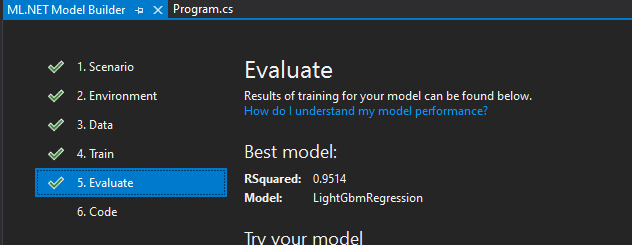 ML.NET Model Builder
Program.cs
1. Scenario
2. Environment
3. Data
4. Train
5. Evaluate
6. Code
Evaluate
Results of training for your model can be found below.
How do I understand my model performance?
Best model:
RSquared: 0.9514
Model: LightGbmRegression
Try your model